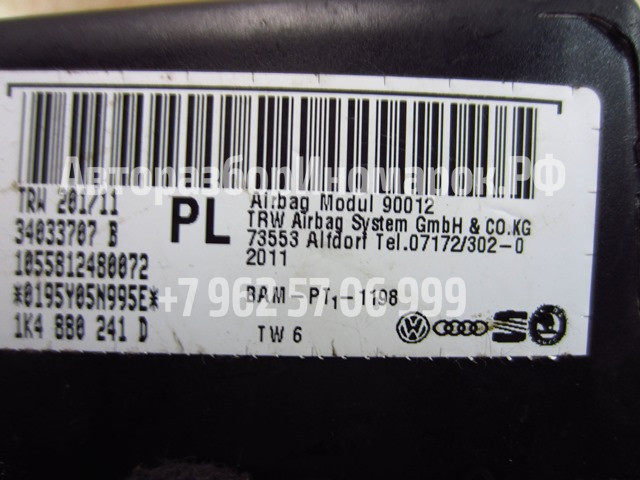 АвторазборИномарок.РФ
TRW 201/11
34033707 B
1055812480072
*0195Y05N995E*
1K4 880 241 D
PL
Airbag Modul 90012
TRW Airbag System GmbH & CO.KG
73553 Alfdorf Tel.07172/302-0
2011
+7 962 57 06 999
BAM-PT1-1198
TW 6